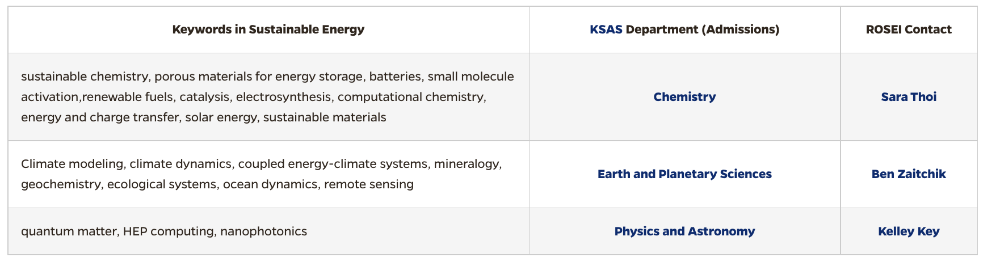 Keywords in Sustainable Energy
KSAS Department (Admissions)
ROSEI Contact
sustainable chemistry, porous materials for energy storage, batteries, small molecule
activation,renewable fuels, catalysis, electrosynthesis, computational chemistry,
energy and charge transfer, solar energy, sustainable materials
Chemistry
Sara Thoi
Climate modeling, climate dynamics, coupled energy-climate systems, mineralogy,
geochemistry, ecological systems, ocean dynamics, remote sensing
Earth and Planetary Sciences
Ben Zaitchik
quantum matter, HEP computing, nanophotonics
Physics and Astronomy
Kelley Key